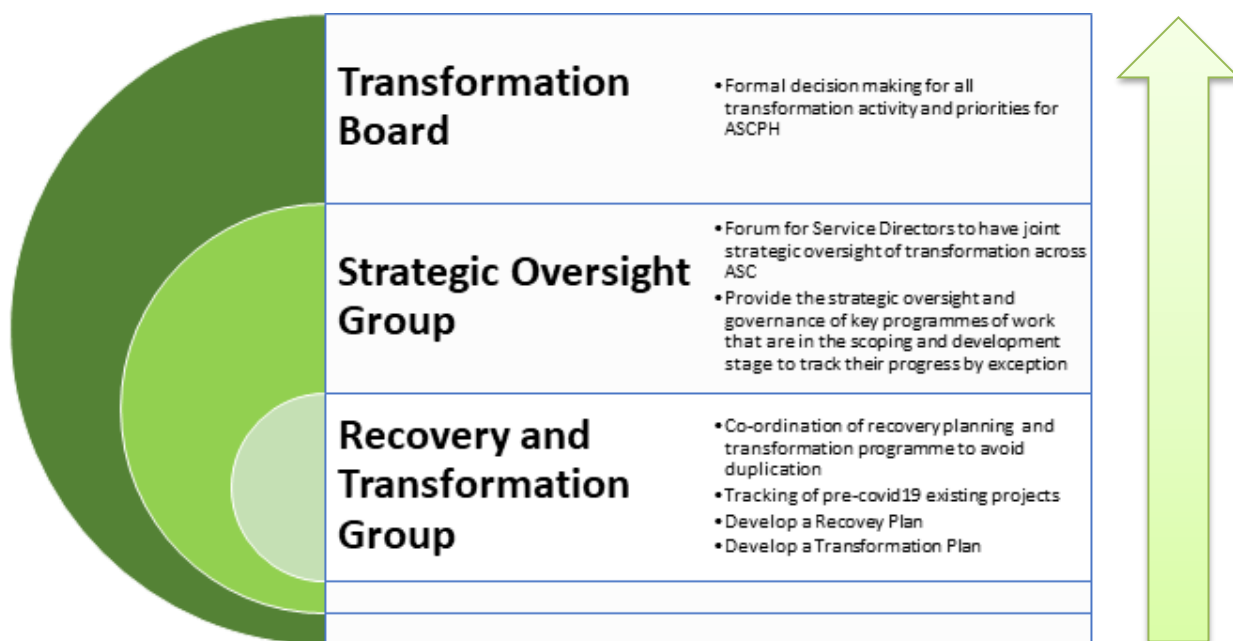 Transformation
Board
•Formal decision making for all
transformation activity and priorities for
ASCPH
Strategic Oversight
Group
•Forum for Service Directors to have joint
strategic oversight of transformation across
ASC
•Provide the strategic oversight and
governance of key programmes of work
that are in the scoping and development
stage to track their progress by exception
Recovery and
Transformation
Group
•Co-ordination of recovery planning and
transformation programme to avoid
duplication
•Tracking of pre-covid19 existing projects
•Develop a Recovey Plan
•Develop a Transformation Plan